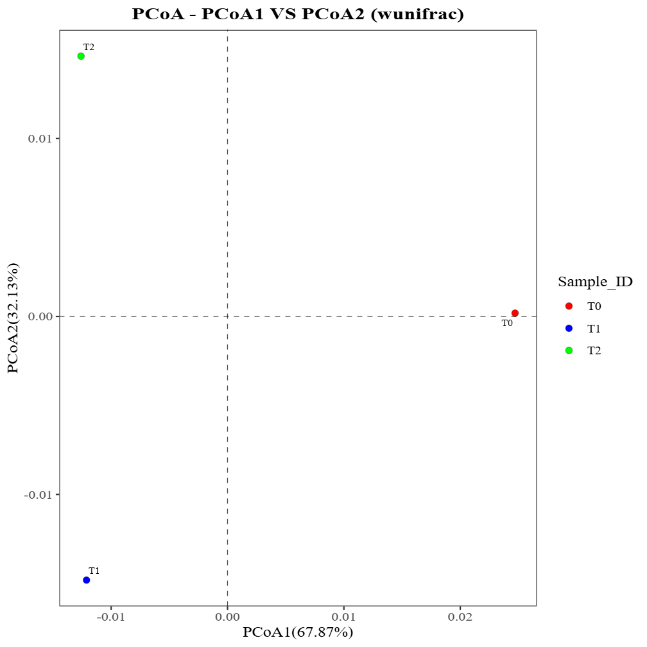 PCoA - PCoA1 VS PCoA2 (wunifrac)
T2
0.01
PCoA2(32.13%)
0.00
T0
-0.01
T1
-0.01
0.00
0.01
0.02
PCoA1(67.87%)
Sample_ID
T0
T1
T2